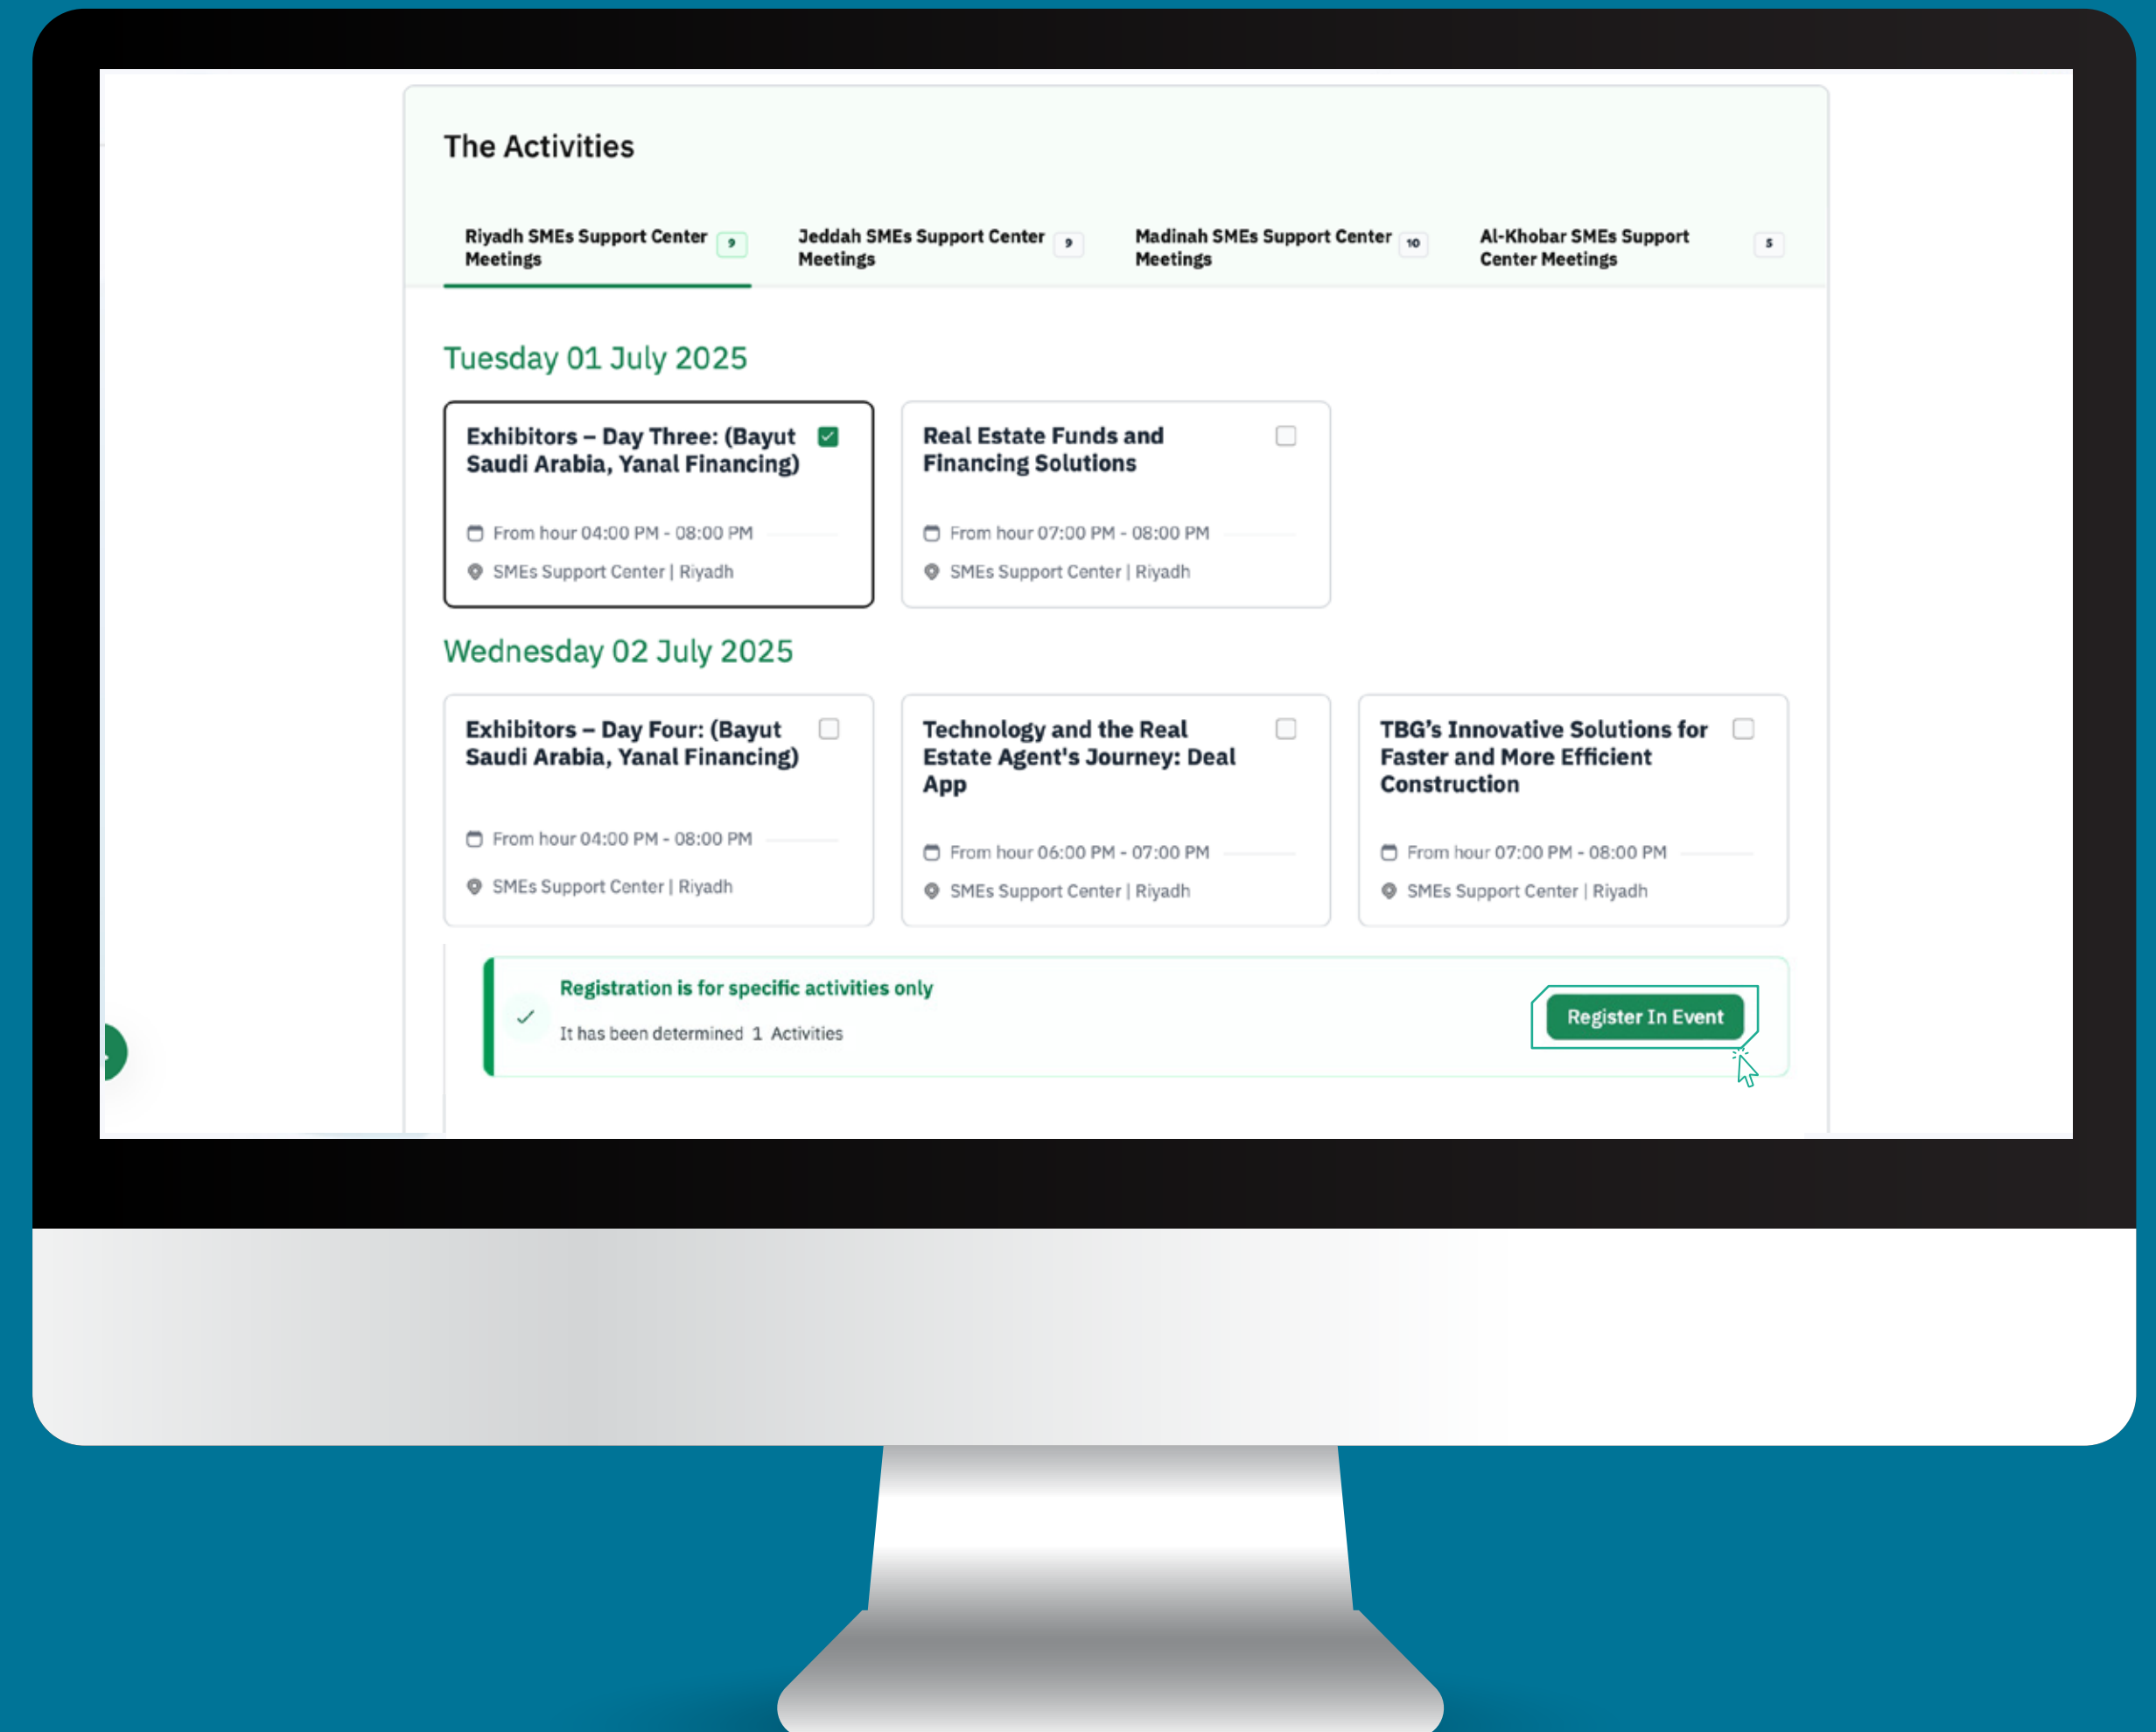 The Activities
Riyadh SMEs Support Center
Meetings
9
Jeddah SMEs Support Center
Meetings
9
Madinah SMEs Support Center
Meetings
10
Al-Khobar SMEs Support
Center Meetings
5
Tuesday 01 July 2025
Exhibitors – Day Three: (Bayut
Saudi Arabia, Yanal Financing)
From hour 04:00 PM - 08:00 PM
SMEs Support Center | Riyadh
Real Estate Funds and
Financing Solutions
From hour 07:00 PM - 08:00 PM
SMEs Support Center | Riyadh
Wednesday 02 July 2025
Exhibitors – Day Four: (Bayut
Saudi Arabia, Yanal Financing)
From hour 04:00 PM - 08:00 PM
SMEs Support Center | Riyadh
Technology and the Real
Estate Agent's Journey: Deal
App
From hour 06:00 PM - 07:00 PM
SMEs Support Center | Riyadh
TBG’s Innovative Solutions for
Faster and More Efficient
Construction
From hour 07:00 PM - 08:00 PM
SMEs Support Center | Riyadh
Registration is for specific activities only
It has been determined 1 Activities
Register In Event